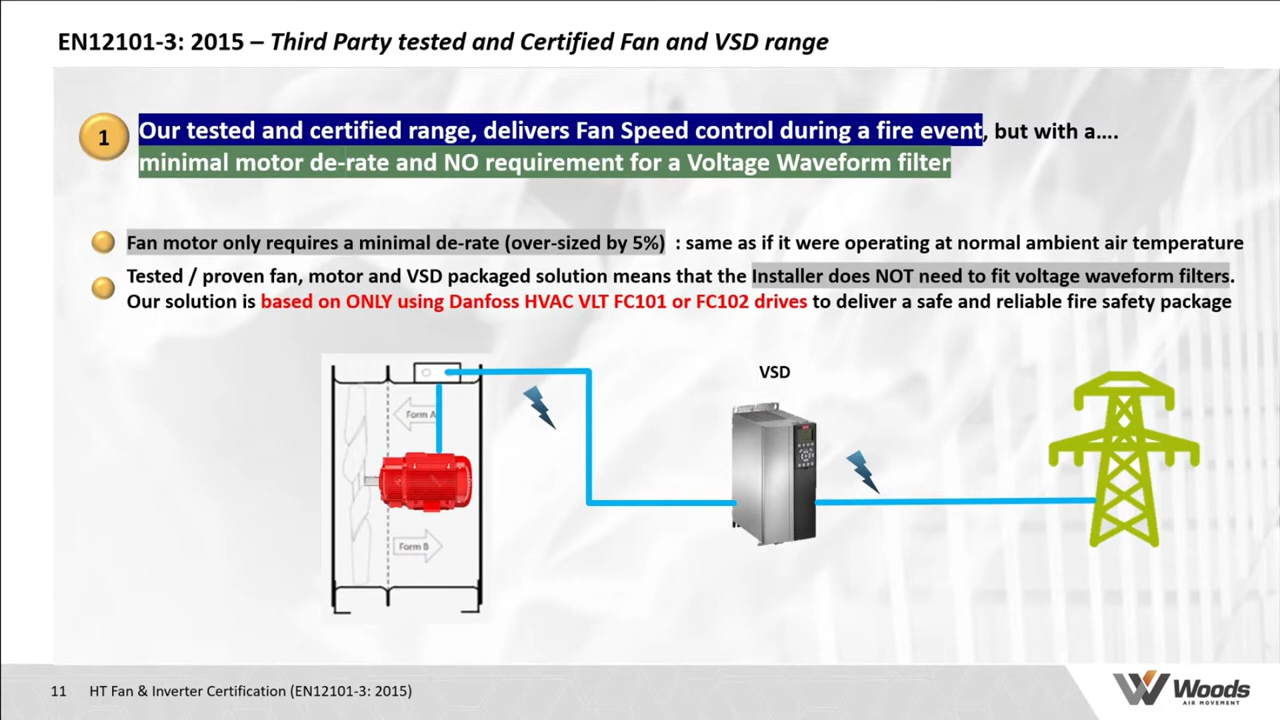 EN12101-3: 2015 – Third Party tested and Certified Fan and VSD range
1
Our tested and certified range, delivers Fan Speed control during a fire event, but with a….
minimal motor de-rate and NO requirement for a Voltage Waveform filter
Fan motor only requires a minimal de-rate (over-sized by 5%) : same as if it were operating at normal ambient air temperature
Tested / proven fan, motor and VSD packaged solution means that the Installer does NOT need to fit voltage waveform filters.
Our solution is based on ONLY using Danfoss HVAC VLT FC101 or FC102 drives to deliver a safe and reliable fire safety package
VSD
Form A
Form B
11 HT Fan & Inverter Certification (EN12101-3: 2015)
Woods
AIR MOVEMENT